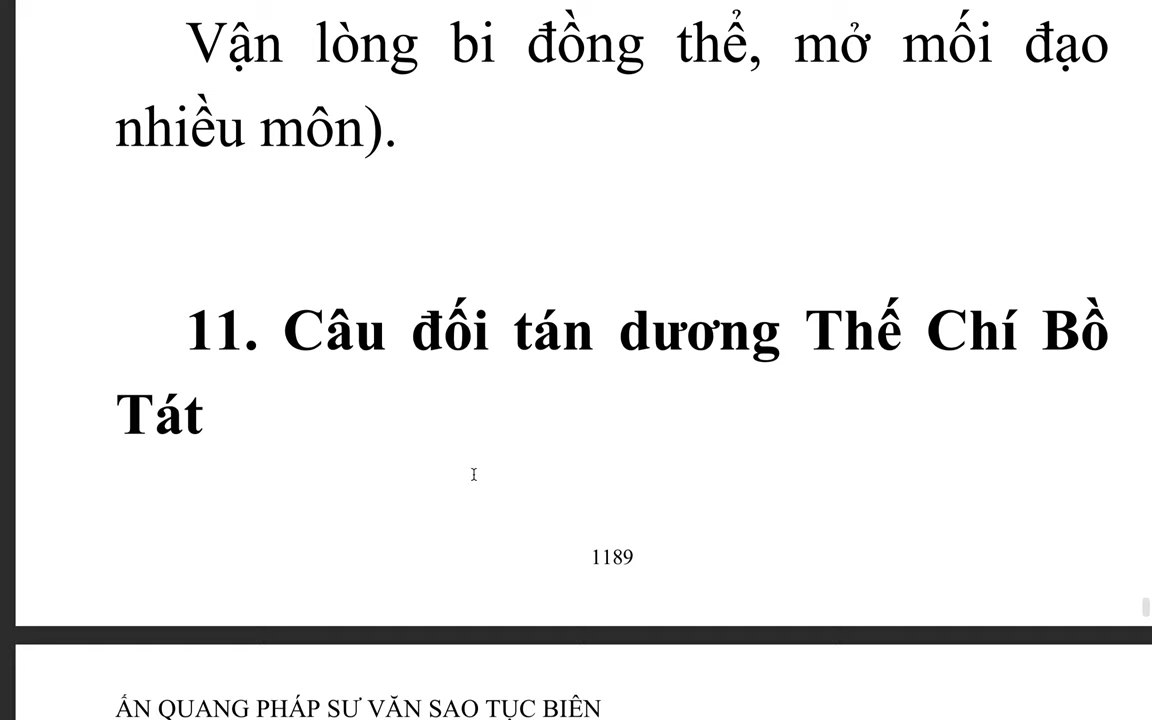 Vận lòng bi đồng thể, mở mối đạo
nhiều môn).
11. Câu đối tán dương Thế Chí Bồ
Tát
1189
ẤN QUANG PHÁP SƯ VĂN SAO TỤC BIÊN